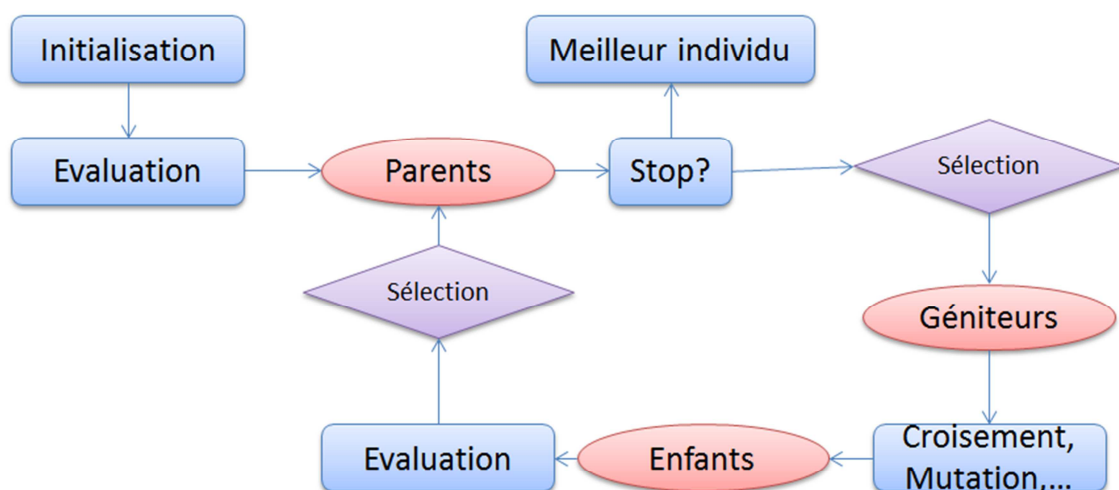 Initialisation
Meilleur individu
Evaluation
Parents
Stop?
Sélection
Sélection
Géniteurs
Evaluation
Enfants
Croisement,
Mutation,...